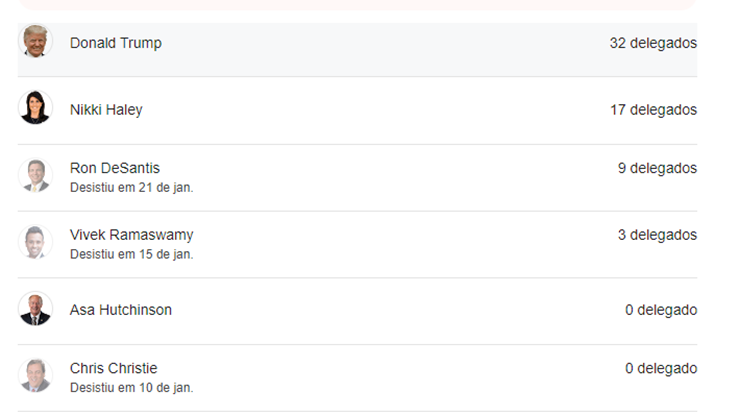 Donald Trump 32 delegados
Nikki Haley 17 delegados
Ron DeSantis 9 delegados
Desistiu em 21 de jan.
Vivek Ramaswamy 3 delegados
Desistiu em 15 de jan.
Asa Hutchinson 0 delegado
Chris Christie 0 delegado
Desistiu em 10 de jan.